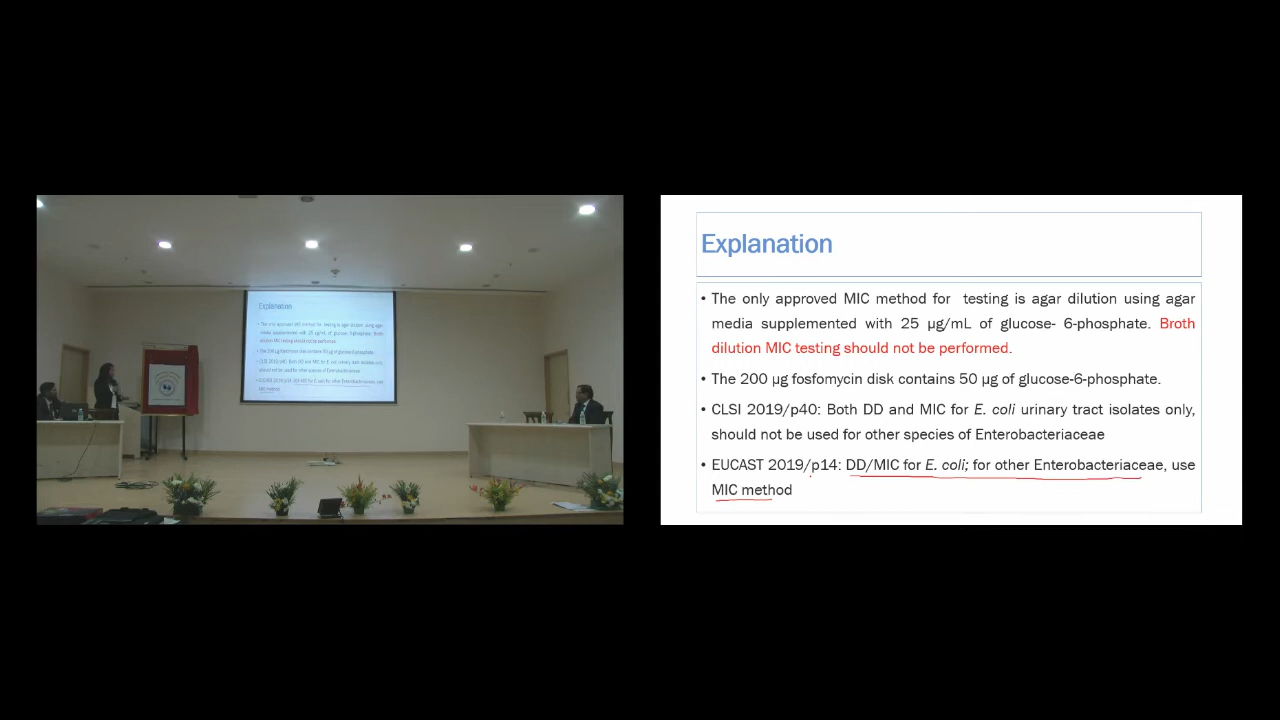 Explanation
• The only approved MIC method for testing is agar dilution using agar
media supplemented with 25 µg/mL of glucose- 6-phosphate. Broth
dilution MIC testing should not be performed.
• The 200 µg fosfomycin disk contains 50 µg of glucose-6-phosphate.
• CLSI 2019/p40: Both DD and MIC for E. coli urinary tract isolates only,
should not be used for other species of Enterobacteriaceae
• EUCAST 2019/p14: DD/MIC for E. coli; for other Enterobacteriaceae, use
MIC method